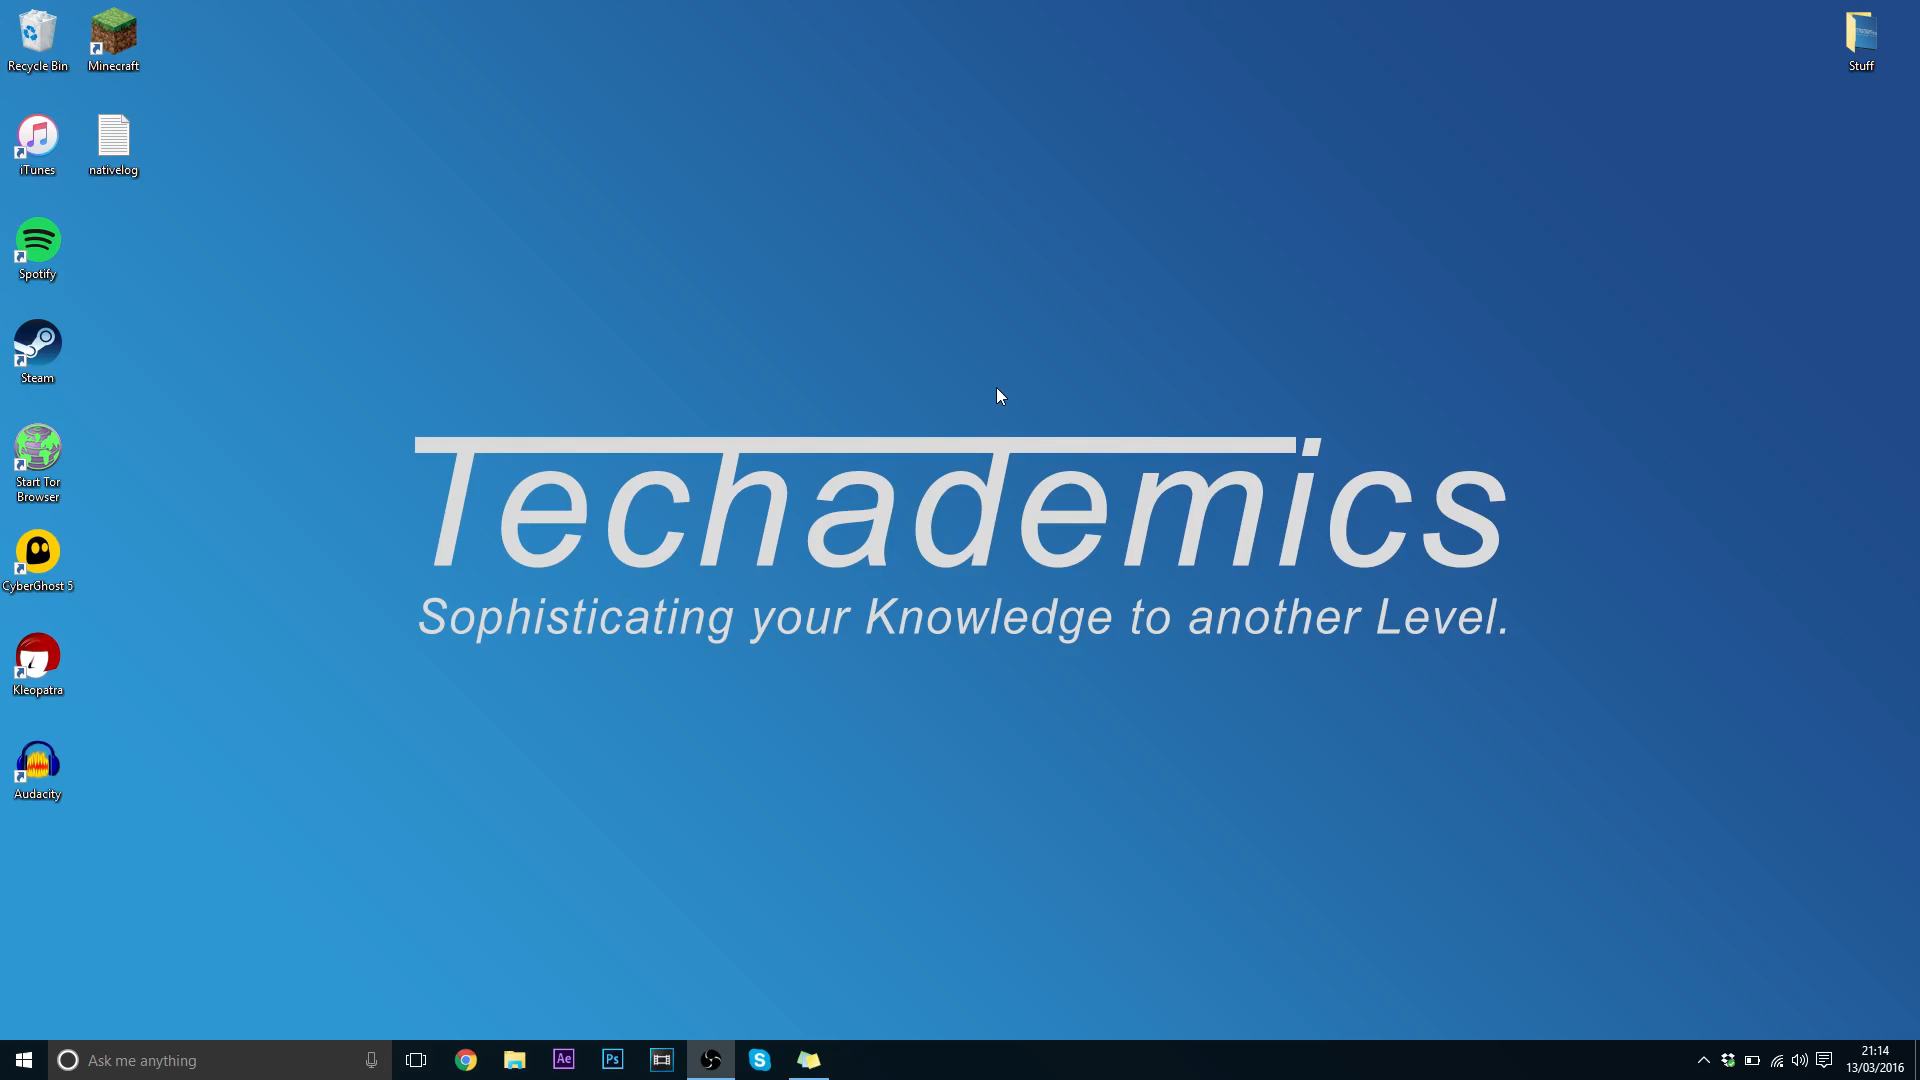 Recycle Bin
Minecraft
Stuff
iTunes
nativelog
Spotify
Steam
Start Tor
Browser
CyberGhost 5
Kleopatra
Audacity
Techademics
Sophisticating your Knowledge to another Level.
Ask me anything
Ae
Ps
21:14
13/03/2016